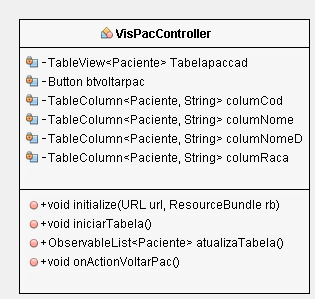 VisPacController
-TableView<Paciente> Tabelapaccad
-Button btvoltarpac
-TableColumn<Paciente, String> columCod
-TableColumn<Paciente, String> columNome
-TableColumn<Paciente, String> columNomeD
-TableColumn<Paciente, String> columRaca
+void initialize(URL url, ResourceBundle rb)
+void iniciarTabela()
+ObservableList<Paciente> atualizaTabela()
+void onActionVoltarPac()